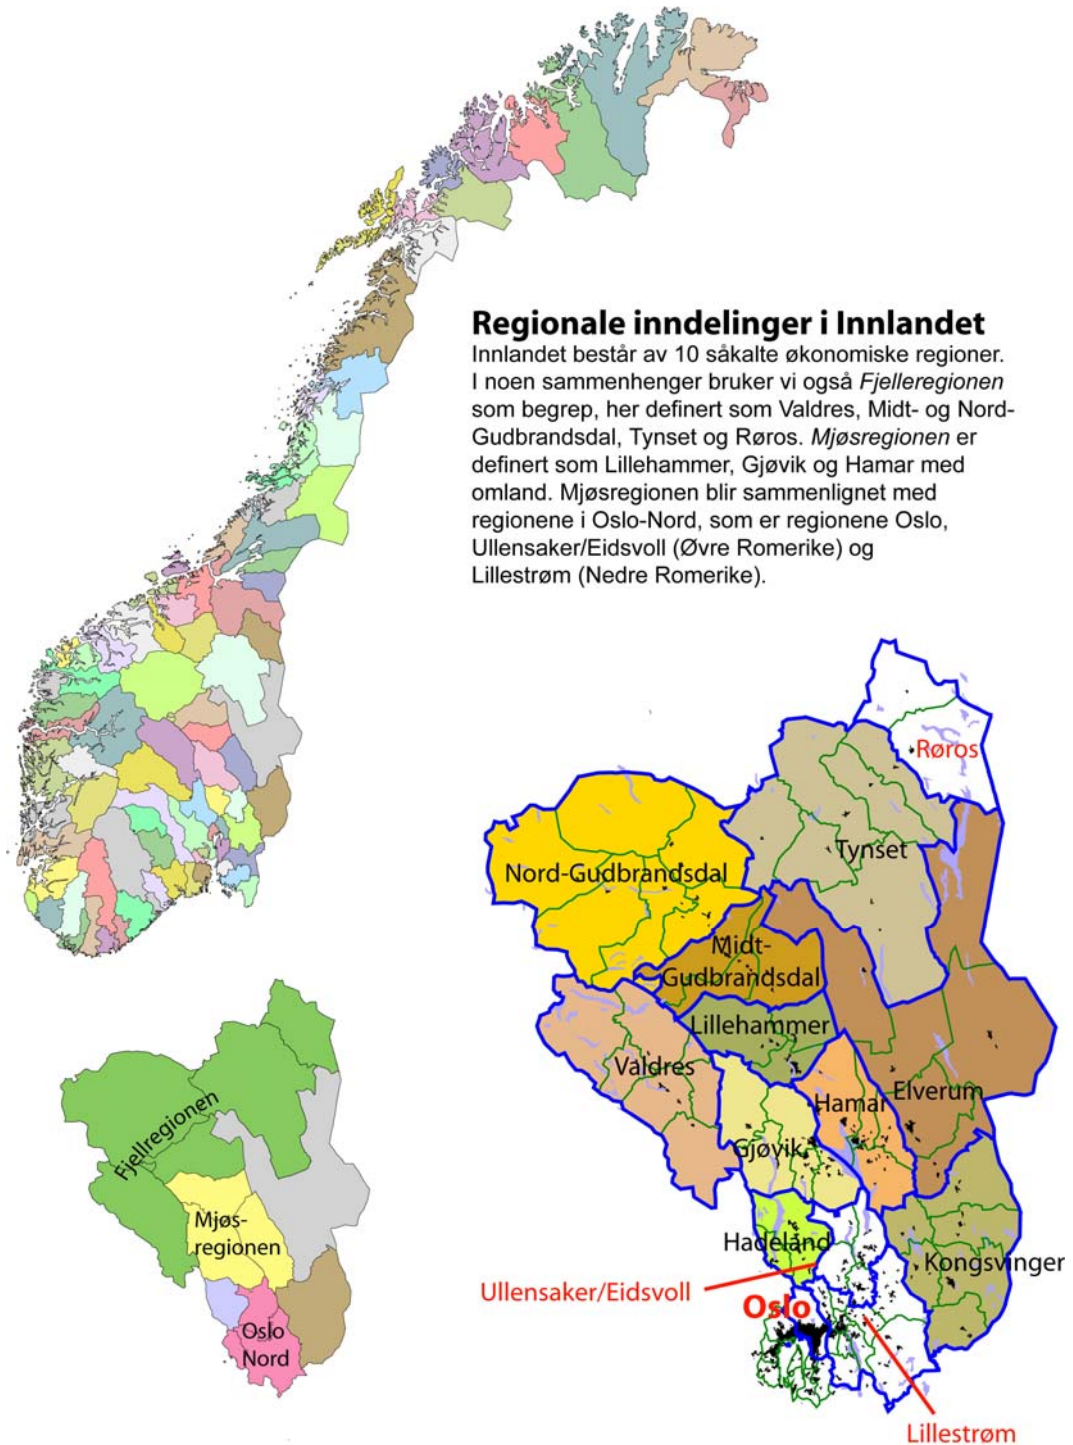 Regionale inndelinger i Innlandet
Innlandet består av 10 såkalte økonomiske regioner.
I noen sammenhenger bruker vi også Fjelleregionen
som begrep, her definert som Valdres, Midt- og Nord-
Gudbrandsdal, Tynset og Røros. Mjøsregionen er
definert som Lillehammer, Gjøvik og Hamar med
omland. Mjøsregionen blir sammenlignet med
regionene i Oslo-Nord, som er regionene Oslo,
Ullensaker/Eidsvoll (Øvre Romerike) og
Lillestrøm (Nedre Romerike).
Røros
Tynset
Nord-Gudbrandsdal
Midt-
Gudbrandsdal
Lillehammer
Valdres
Hamar
Elverum
Gjøvik
Hadeland
Kongsvinger
Ullensaker/Eidsvoll
Oslo
Lillestrøm
Fjellregionen
Mjøs-
regionen
Oslo
Nord